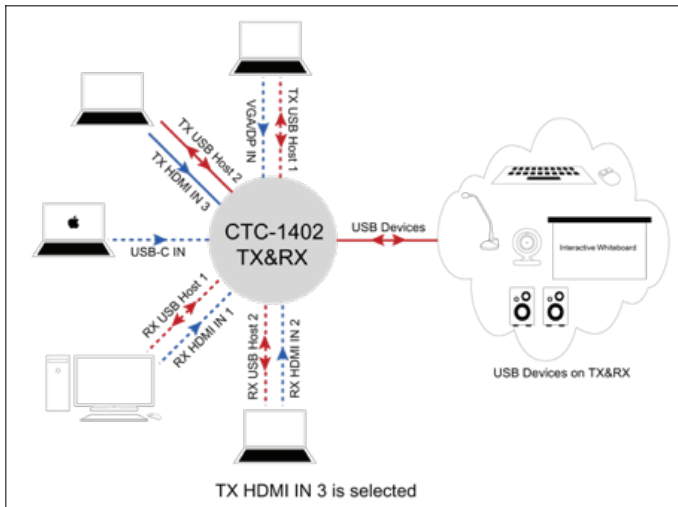 VGA/DP IN
TX USB Host 1
TX USB Host 2
TX HDMI IN 3
CTC-1402
TX&RX
USB Devices
Interactive Whiteboard
USB-C IN
RX USB Host 1
RX HDMI IN 1
RX USB Host 2
RX HDMI IN 2
USB Devices on TX&RX
TX HDMI IN 3 is selected